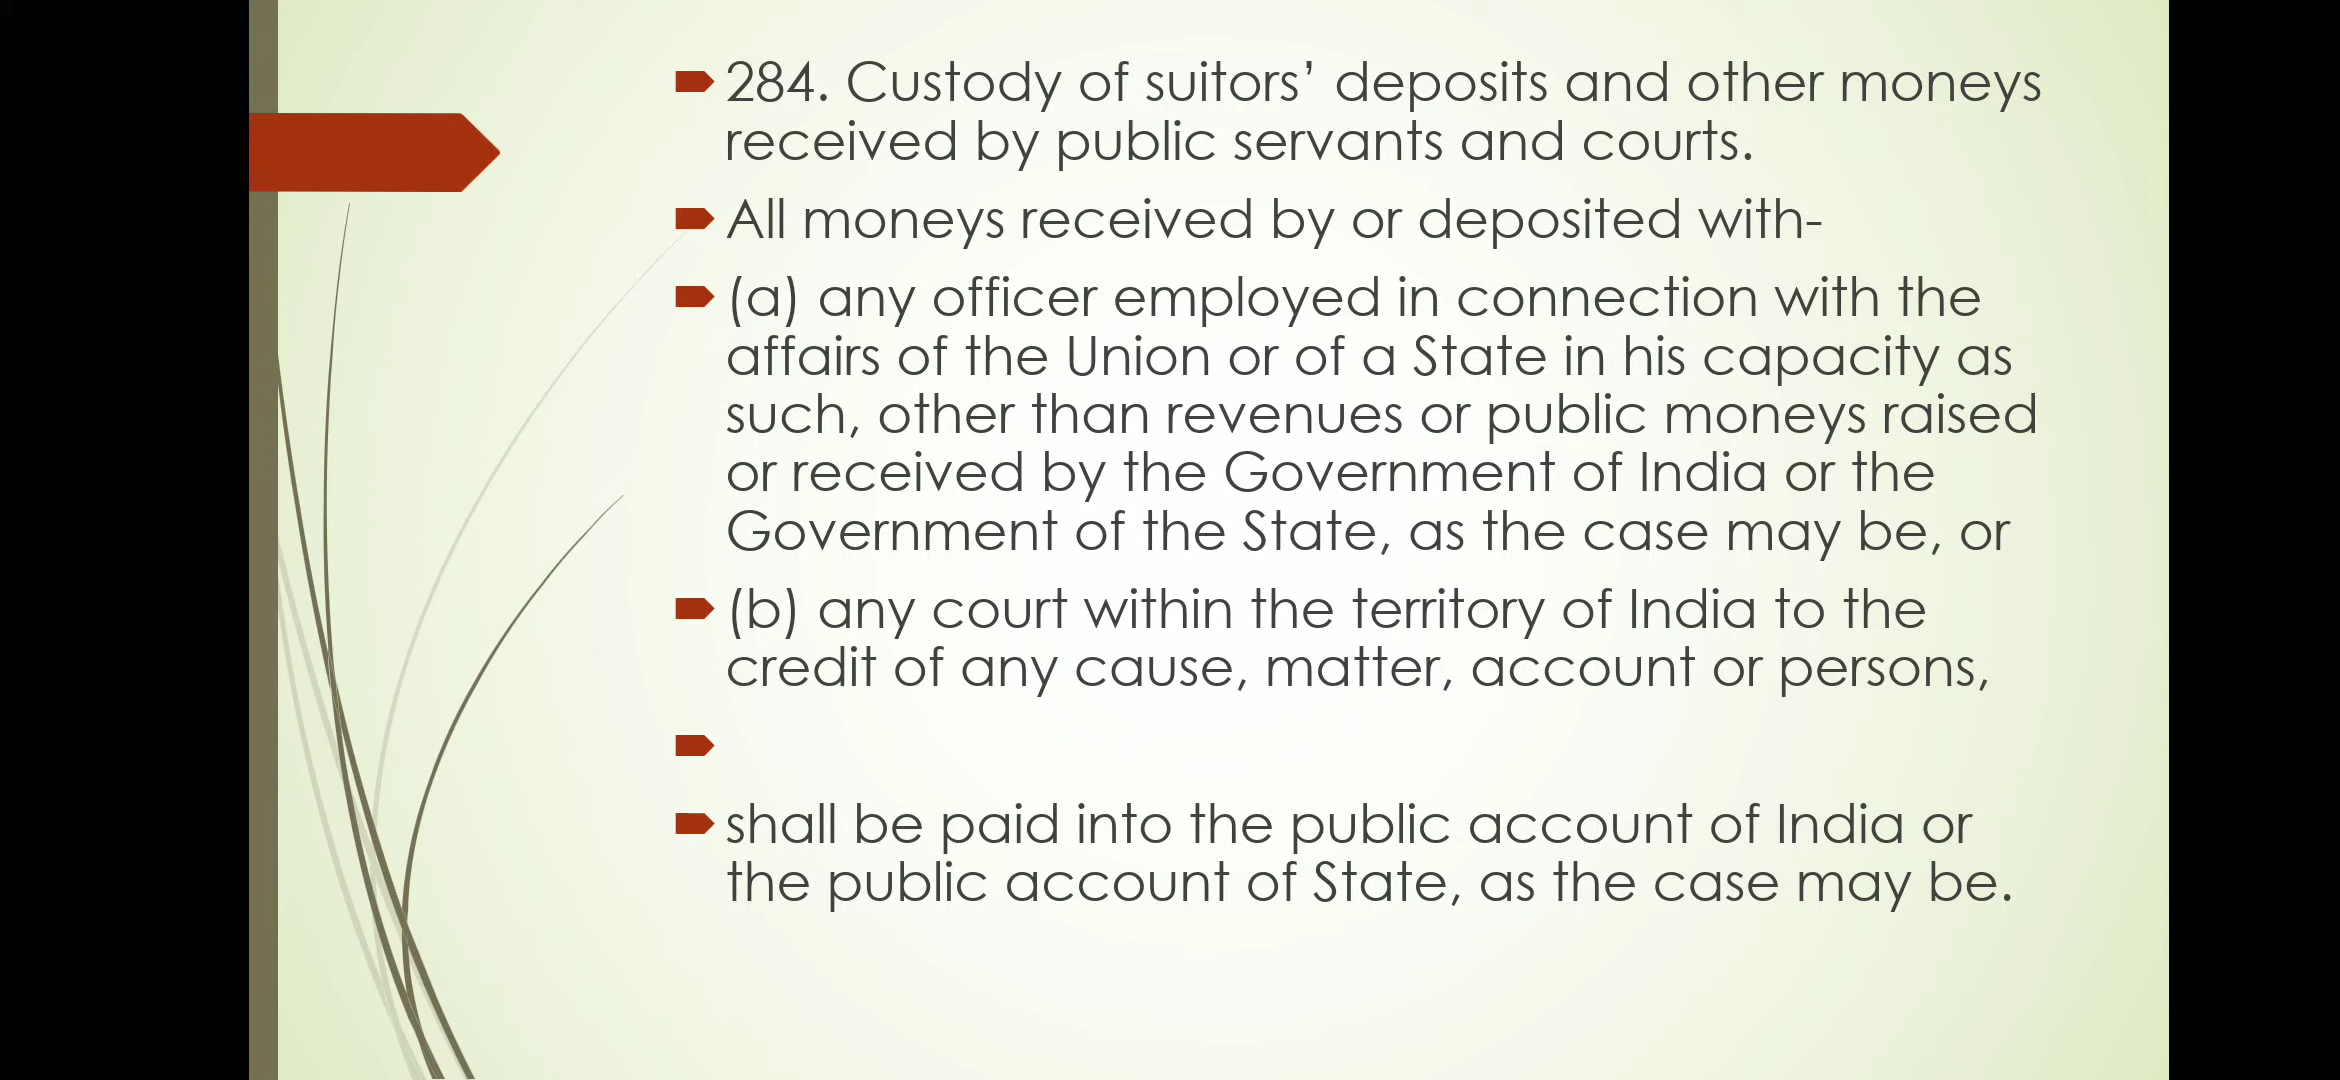 284. Custody of suitors’ deposits and other moneys
received by public servants and courts.
All moneys received by or deposited with-
(a) any officer employed in connection with the
affairs of the Union or of a State in his capacity as
such, other than revenues or public moneys raised
or received by the Government of India or the
Government of the State, as the case may be, or
(b) any court within the territory of India to the
credit of any cause, matter, account or persons,
shall be paid into the public account of India or
the public account of State, as the case may be.